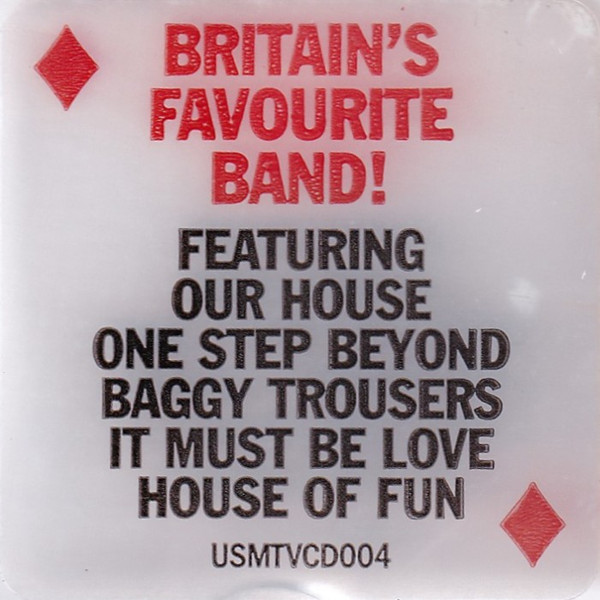 BRITAIN'S
FAVOURITE
BAND!
FEATURING
OUR HOUSE
ONE STEP BEYOND
BAGGY TROUSERS
IT MUST BE LOVE
HOUSE OF FUN
USMTVCD004